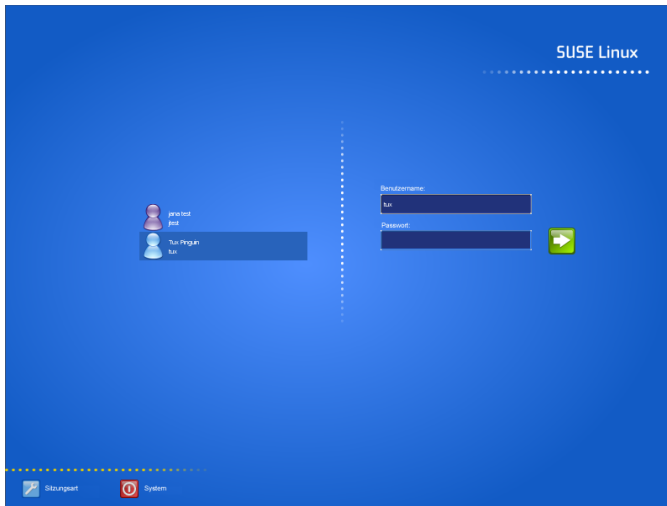 SUSE Linux
jana test
jtest
Tux Pinguin
tux
Benutzername:
tux
Passwort:
Sitzungsart
System